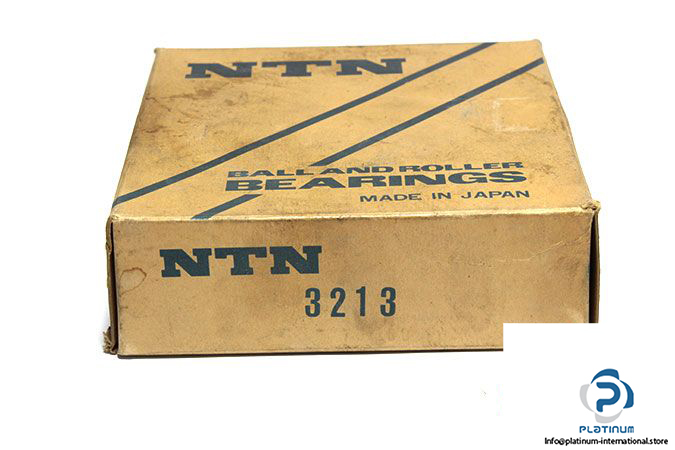 NTN
BALL AND ROLLER
BEARINGS
MADE IN JAPAN
NTN
3213
PLATINUM
info@platinum-international.store